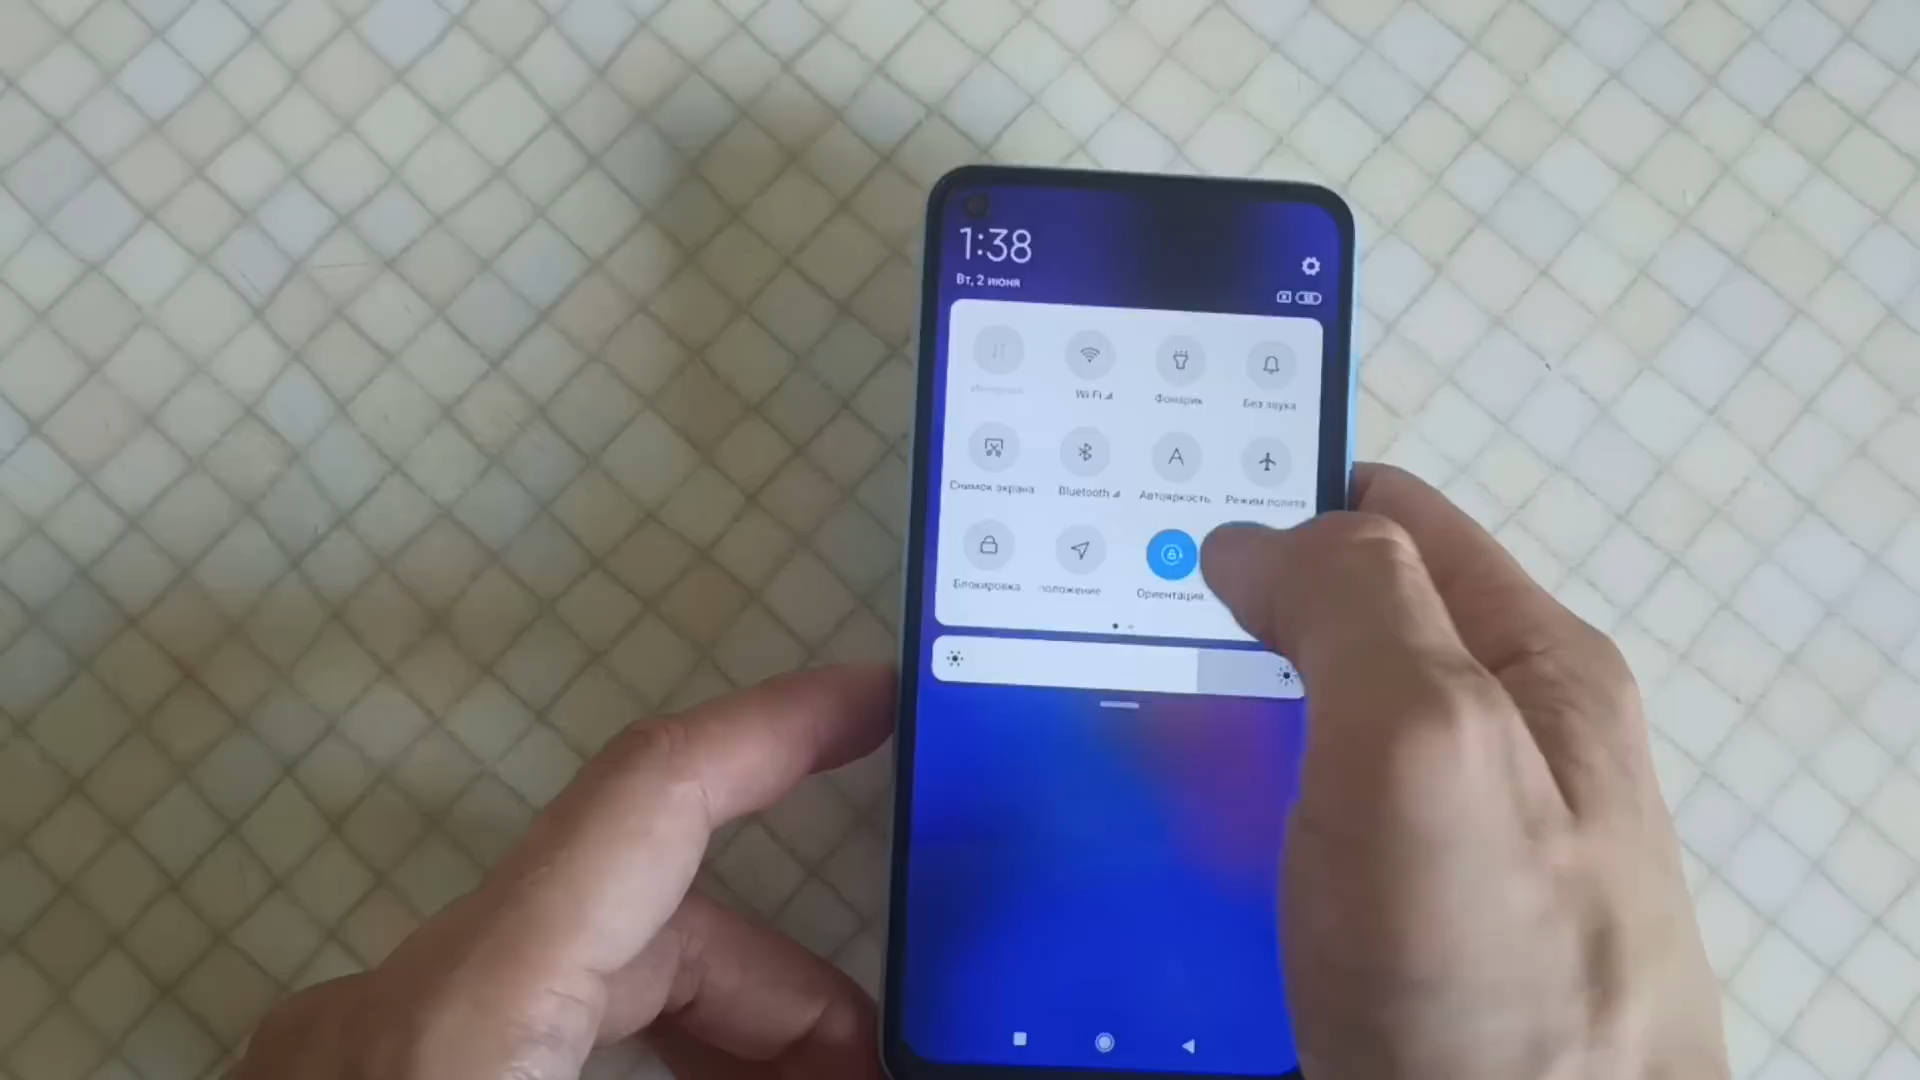 1:38
Вт, 2 июня
Интернет
Wi Fi
Фонарик
Без звука
Снимок экрана
Bluetooth
Автояркость
Режим полета
Блокировка
положение
Ориентация